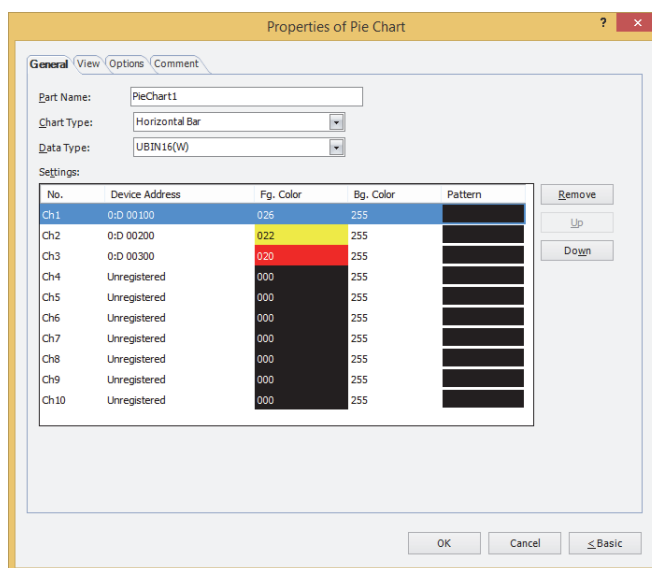 Properties of Pie Chart ? ×
General View Options Comment
Part Name: PieChart1
Chart Type: Horizontal Bar
Data Type: UBIN16(W)
Settings:
No. Device Address Fg. Color Bg. Color Pattern Remove
Ch1 0:D 00100 026 255 Up
Ch2 0:D 00200 022 255
Ch3 0:D 00300 020 255 Down
Ch4 Unregistered 000 255
Ch5 Unregistered 000 255
Ch6 Unregistered 000 255
Ch7 Unregistered 000 255
Ch8 Unregistered 000 255
Ch9 Unregistered 000 255
Ch10 Unregistered 000 255
OK Cancel <Basic